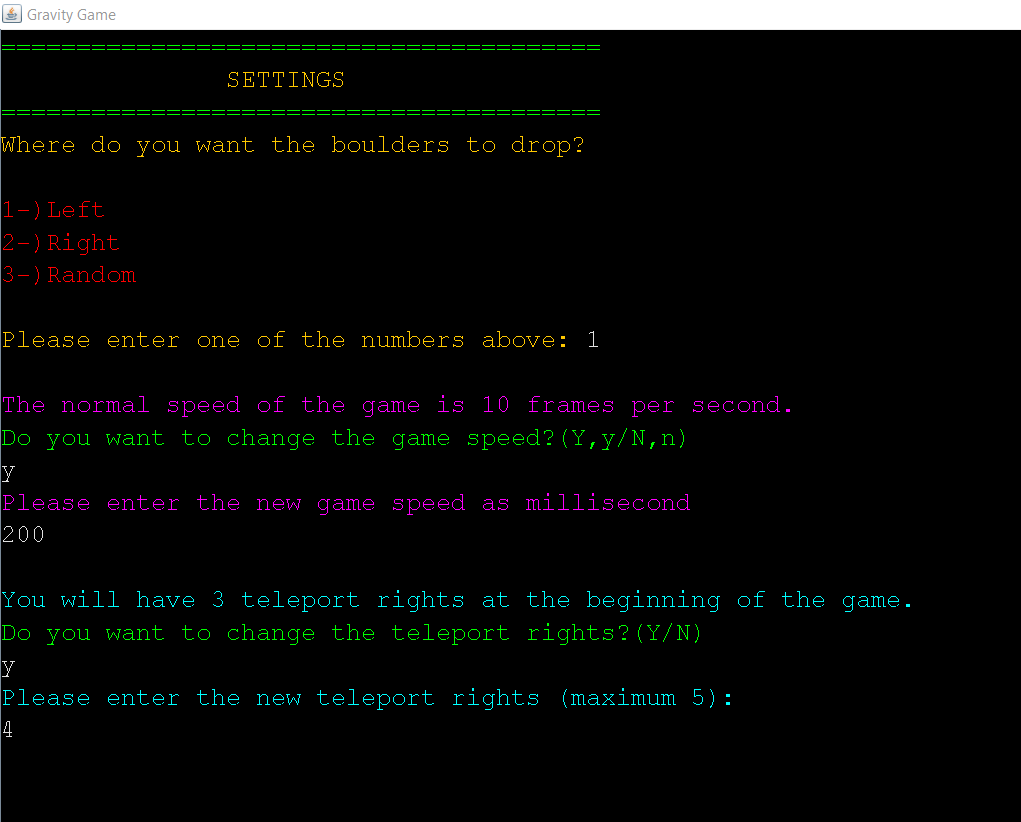 Gravity Game
========================================
SETTINGS
========================================
Where do you want the boulders to drop?
1-)Left
2-)Right
3-)Random
Please enter one of the numbers above: 1
The normal speed of the game is 10 frames per second.
Do you want to change the game speed?(Y,y/N,n)
y
Please enter the new game speed as millisecond
200
You will have 3 teleport rights at the beginning of the game.
Do you want to change the teleport rights?(Y/N)
y
Please enter the new teleport rights (maximum 5):
4